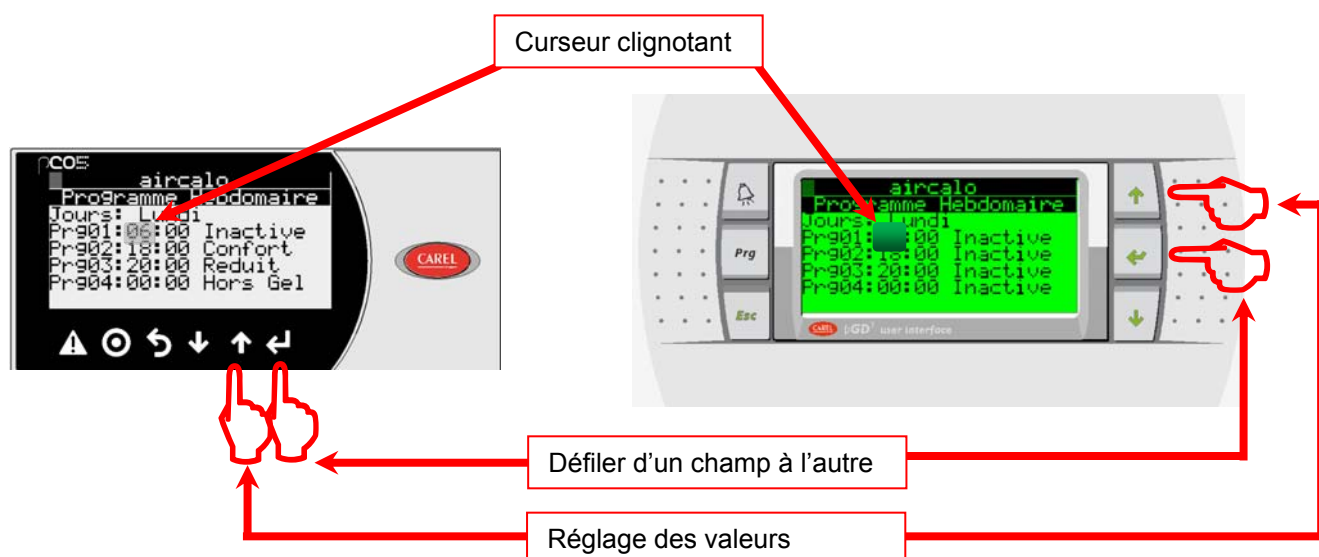 Curseur clignotant
pCO5
aircalo
Programme Hebdomaire
Jours: Lundi
Prg01:06:00 Inactive
Prg02:18:00 Confort
Prg03:20:00 Reduit
Prg04:00:00 Hors Gel
CAREL
aircalo
Programme Hebdomaire
Jours: Lundi
Prg01: :00 Inactive
Prg02:18:00 Inactive
Prg03:20:00 Inactive
Prg04:00:00 Inactive
Prg
Esc
CAREL pGD¹ user interface
Défiler d’un champ à l’autre
Réglage des valeurs